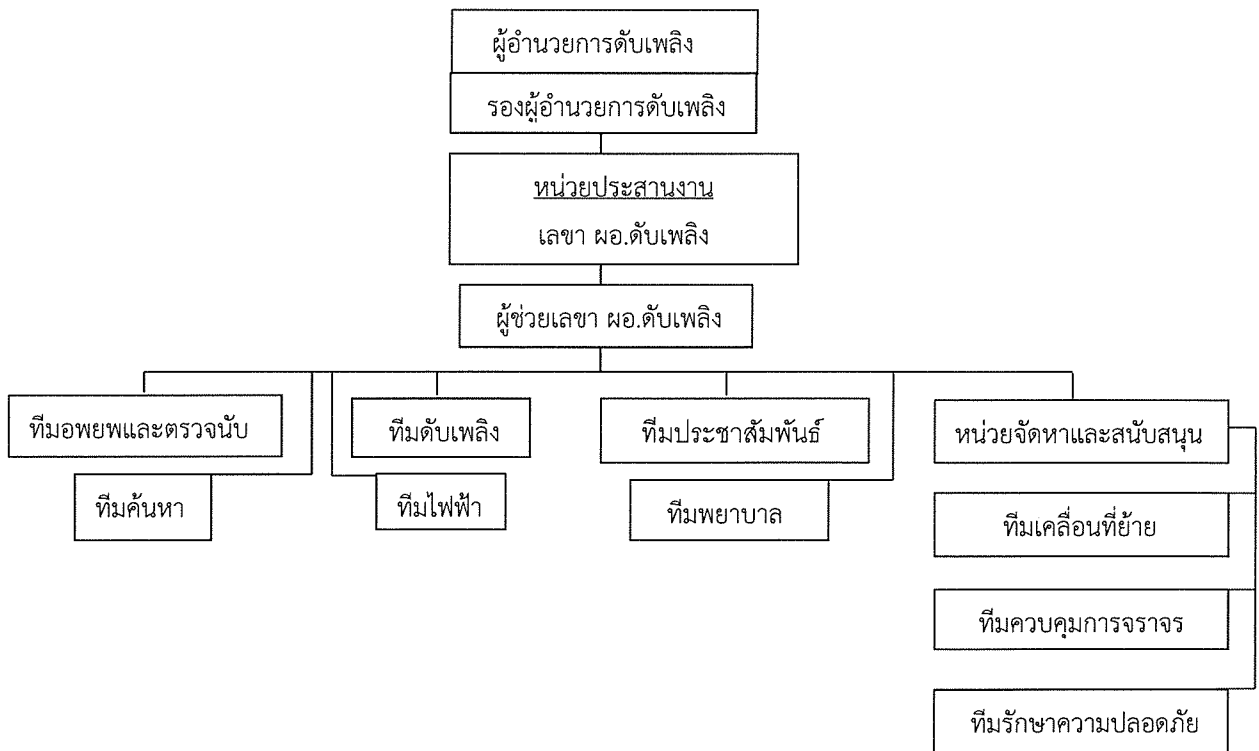 ผู้อำนวยการดับเพลิง
รองผู้อำนวยการดับเพลิง
หน่วยประสานงาน
เลขา ผอ.ดับเพลิง
ผู้ช่วยเลขา ผอ.ดับเพลิง
ทีมอพยพและตรวจนับ
ทีมดับเพลิง
ทีมประชาสัมพันธ์
หน่วยจัดหาและสนับสนุน
ทีมค้นหา
ทีมไฟฟ้า
ทีมพยาบาล
ทีมเคลื่อนที่ย้าย
ทีมควบคุมการจราจร
ทีมรักษาความปลอดภัย